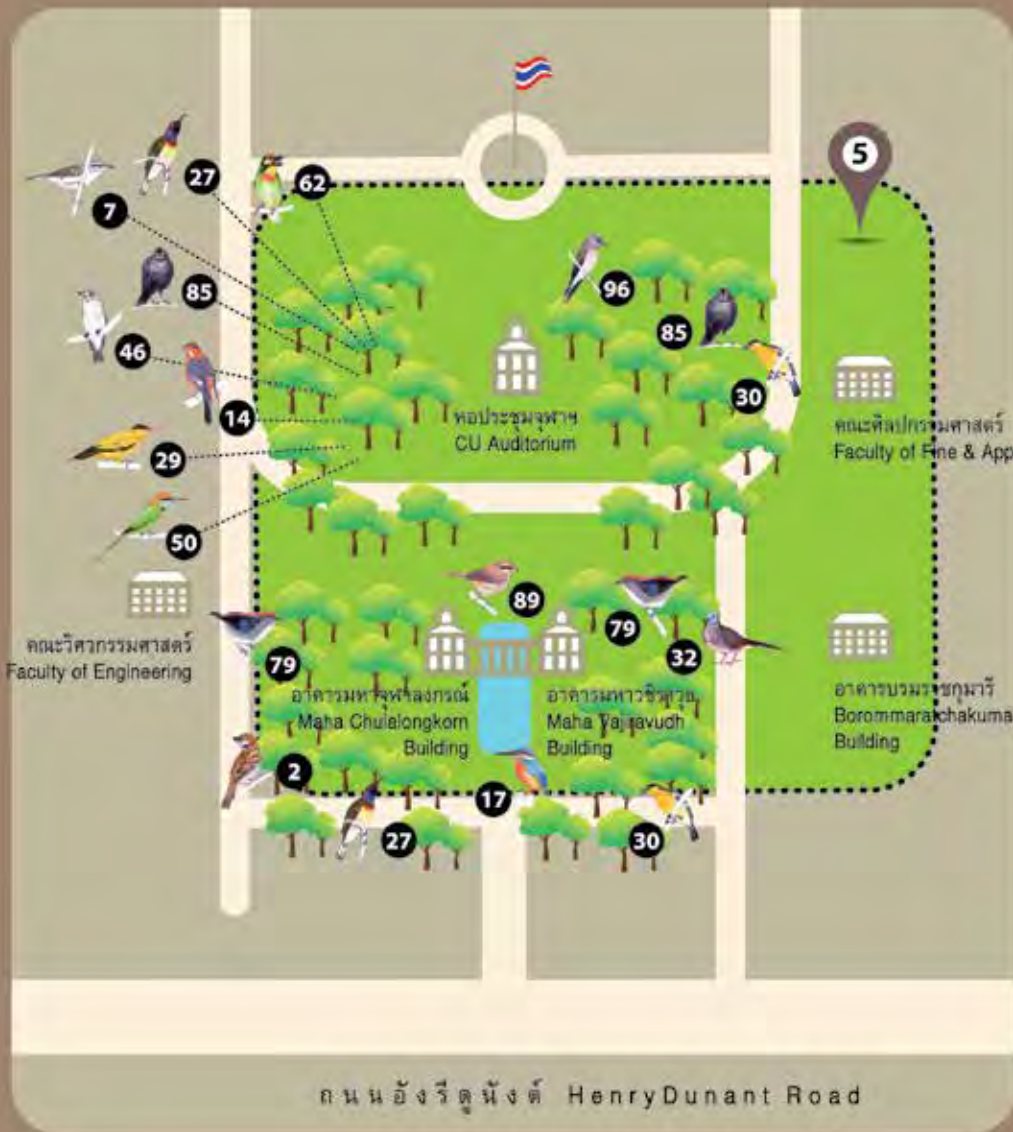 5
27
62
7
85
96
85
46
30
14
29
50
หอประชุมจุฬาฯ
CU Auditorium
คณะศิลปกรรมศาสตร์
Faculty of Fine & App
89
79
32
79
คณะวิศวกรรมศาสตร์
Faculty of Engineering
อาคารมหาจุฬาลงกรณ์
Maha Chulalongkorn
Building
อาคารมหาวชิราวุธ
Maha Vajiravudh
Building
อาคารบรมราชกุมารี
Borommaratchakuma
Building
2
17
27
30
ถนนอังรีดูนังต์ HenryDunant Road